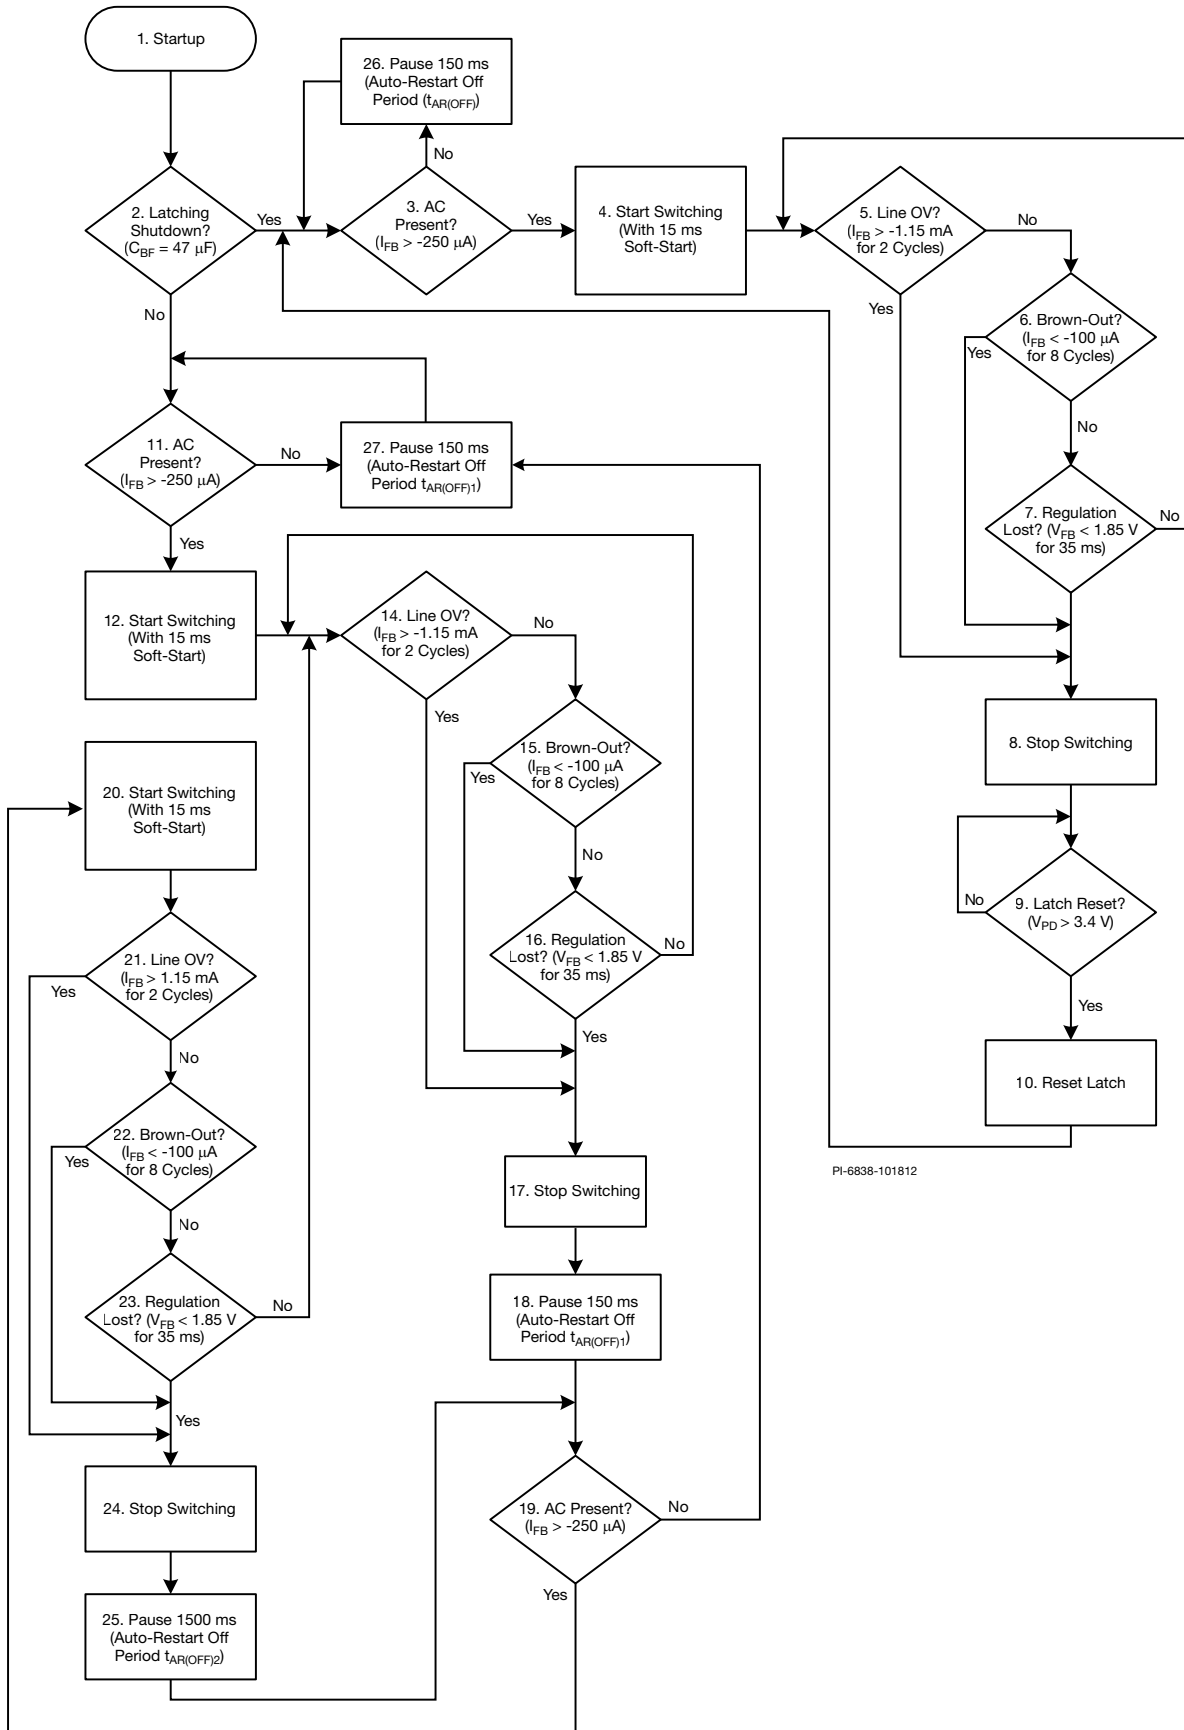 1. Startup
26. Pause 150 ms
(Auto-Restart Off
Period (tAR(OFF))
No
2. Latching
Shutdown?
(CBF = 47 μF)
Yes
No
3. AC
Present?
(IFB > -250 μA)
Yes
4. Start Switching
(With 15 ms
Soft-Start)
5. Line OV?
(IFB > -1.15 mA
for 2 Cycles)
No
Yes
6. Brown-Out?
(IFB < -100 μA
for 8 Cycles)
Yes
No
7. Regulation
Lost? (VFB < 1.85 V
for 35 ms)
No
Yes
8. Stop Switching
9. Latch Reset?
(VPD > 3.4 V)
No
Yes
10. Reset Latch
11. AC
Present?
(IFB > -250 μA)
No
Yes
27. Pause 150 ms
(Auto-Restart Off
Period tAR(OFF)1)
12. Start Switching
(With 15 ms
Soft-Start)
14. Line OV?
(IFB > -1.15 mA
for 2 Cycles)
No
Yes
15. Brown-Out?
(IFB < -100 μA
for 8 Cycles)
Yes
No
16. Regulation
Lost? (VFB < 1.85 V
for 35 ms)
No
Yes
17. Stop Switching
18. Pause 150 ms
(Auto-Restart Off
Period tAR(OFF)1)
19. AC Present?
(IFB > -250 μA)
No
Yes
20. Start Switching
(With 15 ms
Soft-Start)
21. Line OV?
(IFB > 1.15 mA
for 2 Cycles)
Yes
No
22. Brown-Out?
(IFB < -100 μA
for 8 Cycles)
Yes
No
23. Regulation
Lost? (VFB < 1.85 V
for 35 ms)
No
Yes
24. Stop Switching
25. Pause 1500 ms
(Auto-Restart Off
Period tAR(OFF)2)
PI-6838-101812